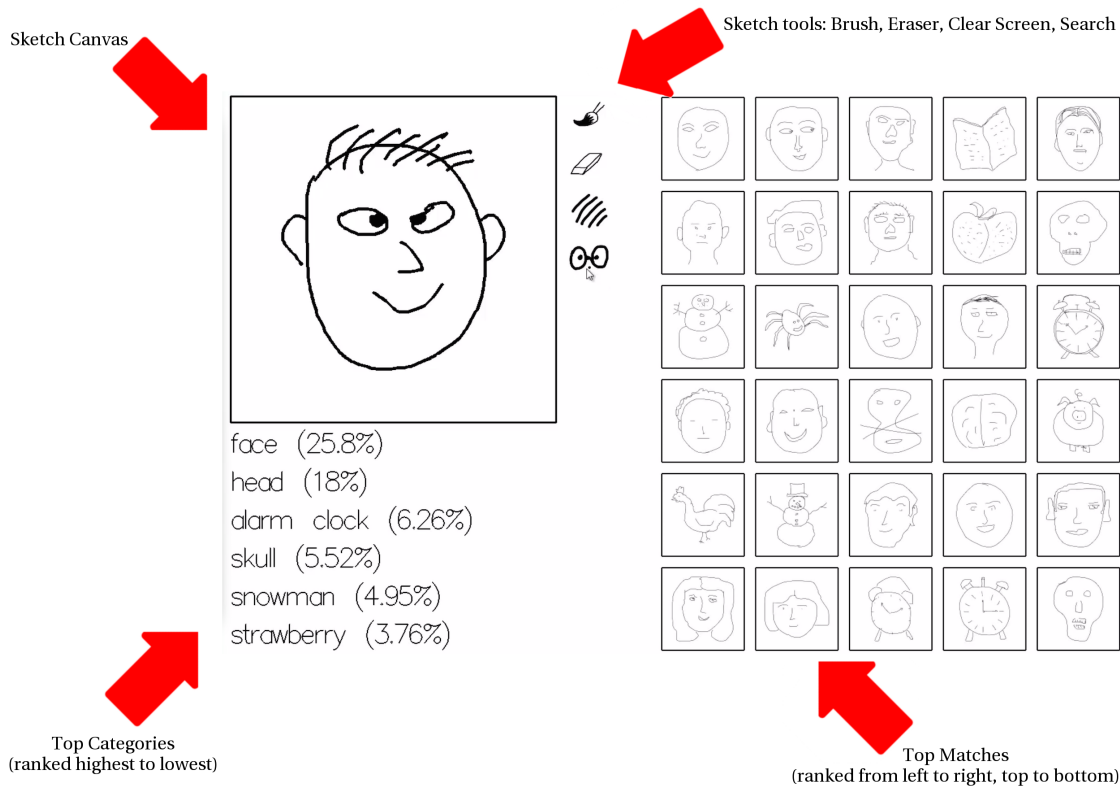 Sketch Canvas
Sketch tools: Brush, Eraser, Clear Screen, Search
face (25.8%)
head (18%)
alarm clock (6.26%)
skull (5.52%)
snowman (4.95%)
strawberry (3.76%)
Top Categories
(ranked highest to lowest)
Top Matches
(ranked from left to right, top to bottom)